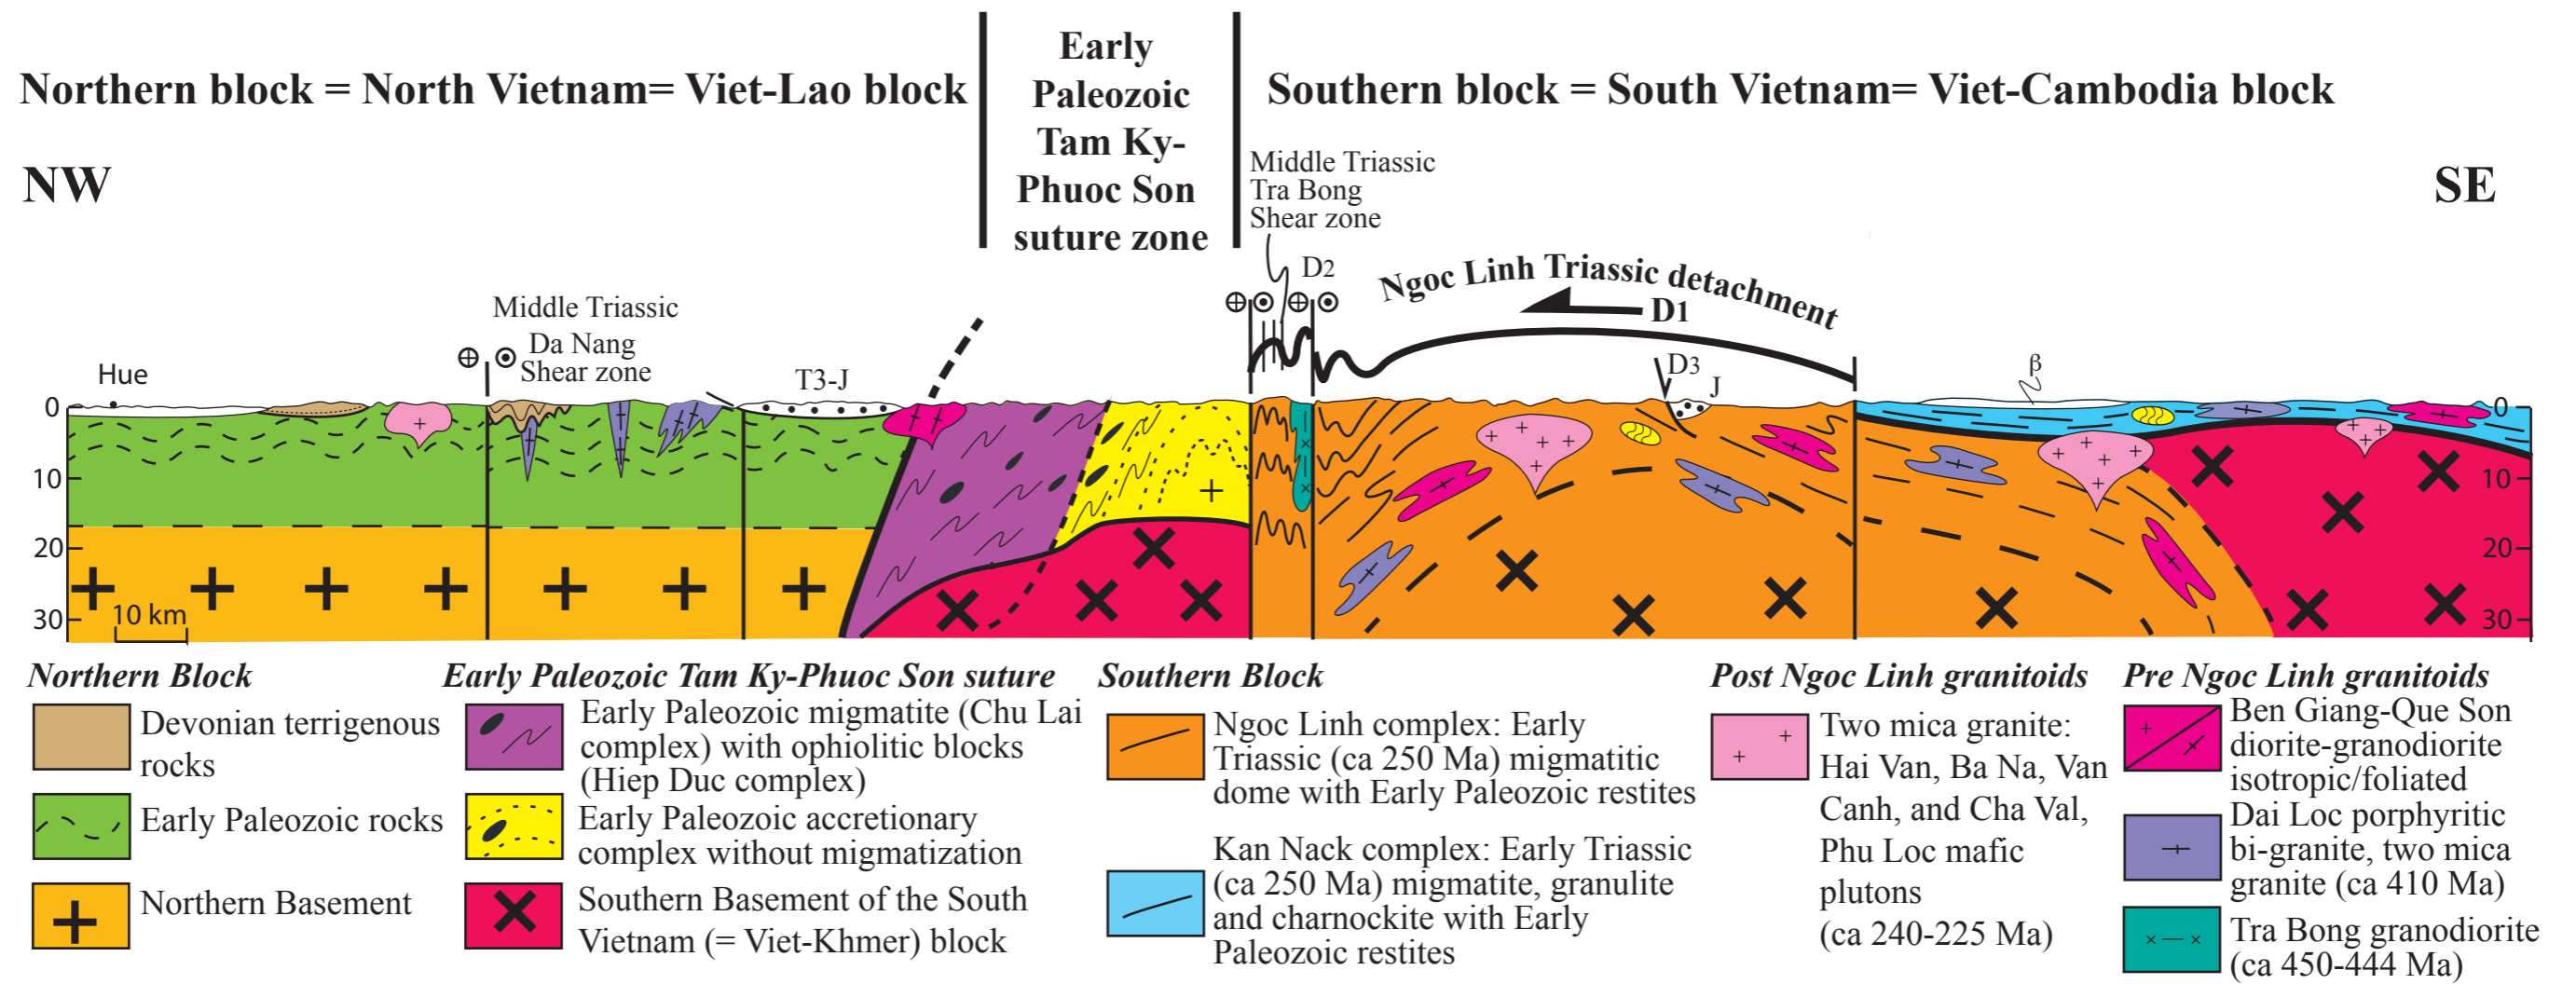 Northern block = North Vietnam= Viet-Lao block
Early
Paleozoic
Tam Ky-
Phuoc Son
suture zone
Southern block = South Vietnam= Viet-Cambodia block
NW
SE
Middle Triassic
Tra Bong
Shear zone
D2
Ngoc Linh Triassic detachment
D1
Middle Triassic
Da Nang
Shear zone
Hue
T3-J
D3
J
β
0
10
20
30
10 km
0
10
20
30
Northern Block
Devonian terrigenous
rocks
Early Paleozoic rocks
Northern Basement
Early Paleozoic Tam Ky-Phuoc Son suture
Early Paleozoic migmatite (Chu Lai
complex) with ophiolitic blocks
(Hiep Duc complex)
Early Paleozoic accretionary
complex without migmatization
Southern Basement of the South
Vietnam (= Viet-Khmer) block
Southern Block
Ngoc Linh complex: Early
Triassic (ca 250 Ma) migmatitic
dome with Early Paleozoic restites
Kan Nack complex: Early Triassic
(ca 250 Ma) migmatite, granulite
and charnockite with Early
Paleozoic restites
Post Ngoc Linh granitoids
Two mica granite:
Hai Van, Ba Na, Van
Canh, and Cha Val,
Phu Loc mafic
plutons
(ca 240-225 Ma)
Pre Ngoc Linh granitoids
Ben Giang-Que Son
diorite-granodiorite
isotropic/foliated
Dai Loc porphyritic
bi-granite, two mica
granite (ca 410 Ma)
Tra Bong granodiorite
(ca 450-444 Ma)